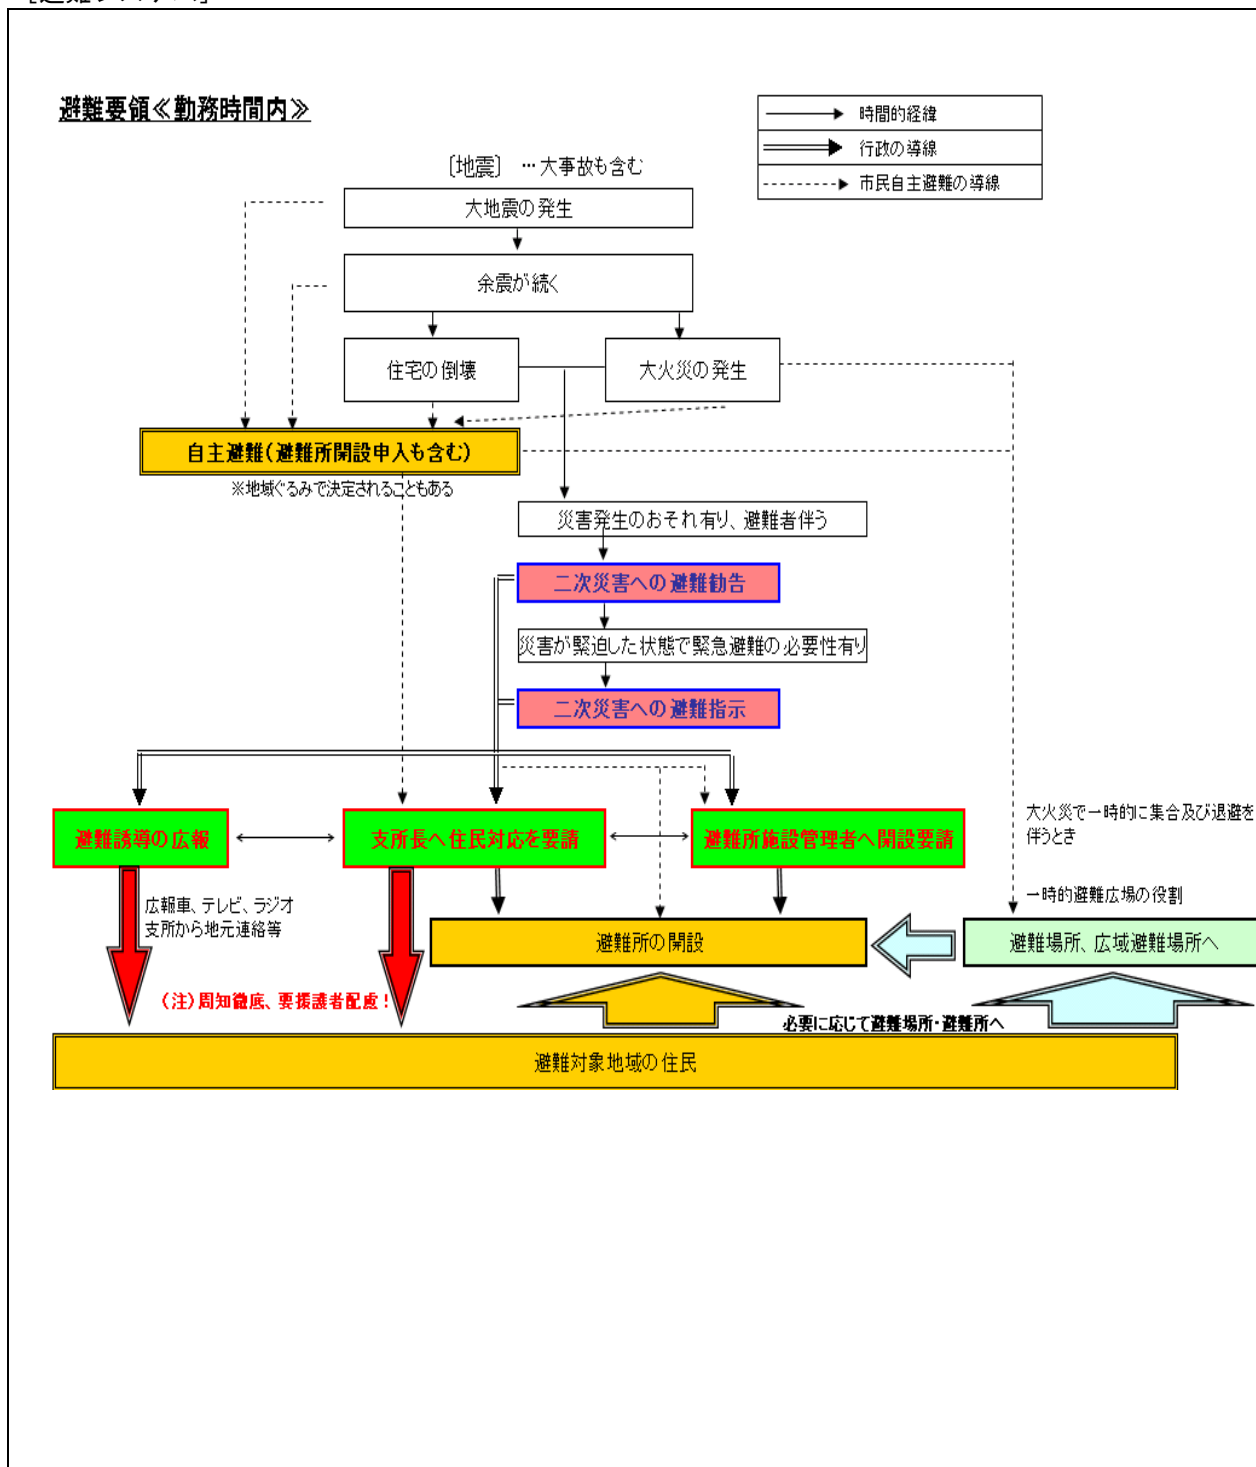 [避難システム]
避難要領≪勤務時間内≫
時間的経緯
行政の導線
市民自主避難の導線
〔地震〕 …大事故も含む
大地震の発生
余震が続く
住宅の倒壊
大火災の発生
自主避難(避難所開設申入も含む)
※地域ぐるみで決定されることもある
災害発生のおそれ有り、避難者伴う
二次災害への避難勧告
災害が緊迫した状態で緊急避難の必要性有り
二次災害への避難指示
避難誘導の広報
支所長へ住民対応を要請
避難所施設管理者へ開設要請
大火災で一時的に集合及び退避を
伴うとき
広報車、テレビ、ラジオ
支所から地元連絡等
一時的避難広場の役割
避難所の開設
避難場所、広域避難場所へ
(注)周知徹底、要援護者配慮!
必要に応じて避難場所・避難所へ
避難対象地域の住民